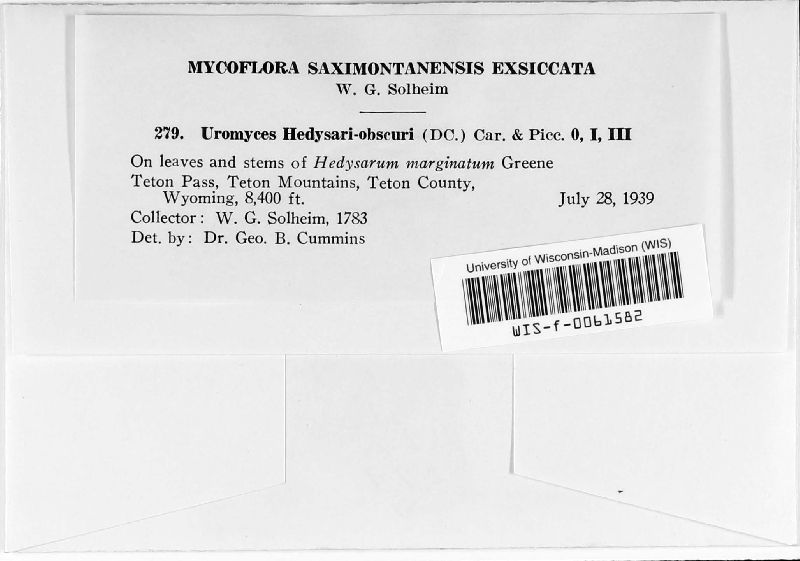 MYCOFLORA SAXIMONTANENSIS EXSICCATA
W. G. Solheim
279. Uromyces Hedysari-obscuri (DC.) Car. & Picc. 0, I, III
On leaves and stems of Hedysarum marginatum Greene
Teton Pass, Teton Mountains, Teton County,
Wyoming, 8,400 ft. July 28, 1939
Collector: W. G. Solheim, 1783
Det. by: Dr. Geo. B. Cummins
University of Wisconsin-Madison (WIS)
WIS-f-0061582